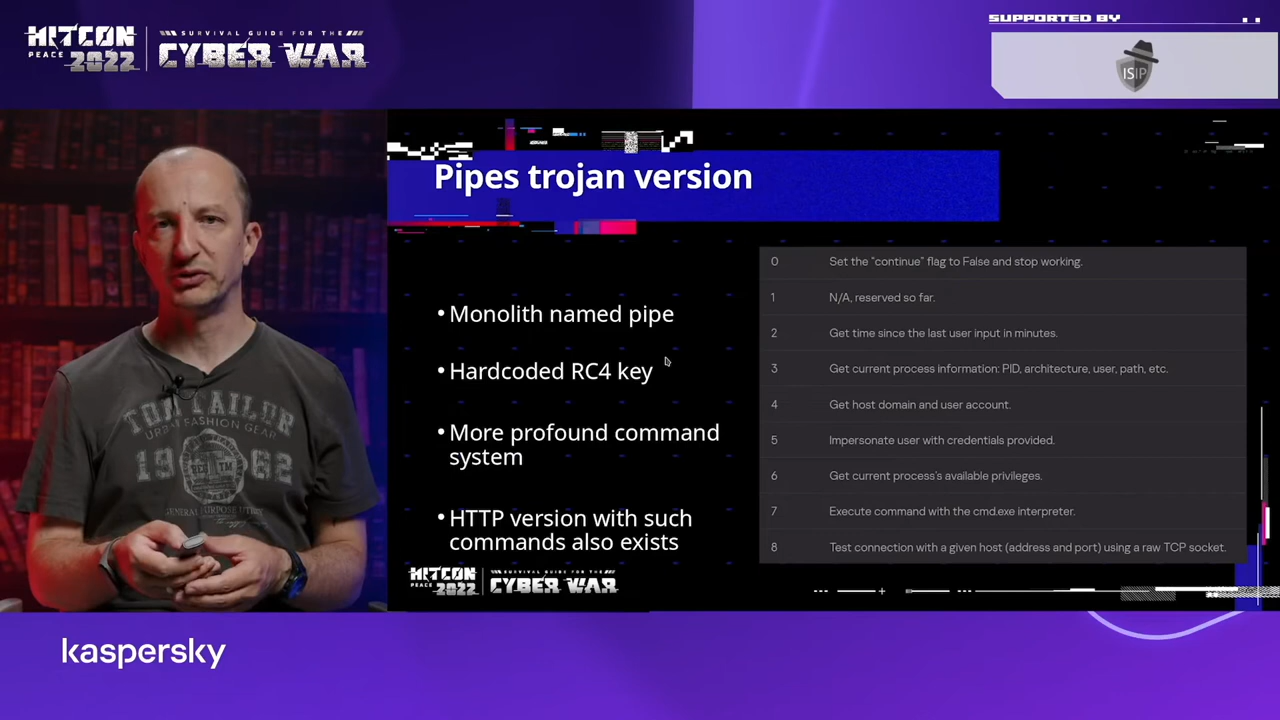 HITCON
PEACE 2022
SURVIVAL GUIDE FOR THE
CYBER WAR
SUPPORTED BY
ISIP
Pipes trojan version
• Monolith named pipe
• Hardcoded RC4 key
• More profound command
system
• HTTP version with such
commands also exists
0 Set the "continue" flag to False and stop working.
1 N/A, reserved so far.
2 Get time since the last user input in minutes.
3 Get current process information: PID, architecture, user, path, etc.
4 Get host domain and user account.
5 Impersonate user with credentials provided.
6 Get current process's available privileges.
7 Execute command with the cmd.exe interpreter.
8 Test connection with a given host (address and port) using a raw TCP socket.
HITCON
PEACE 2022
SURVIVAL GUIDE FOR THE
CYBER WAR
TOM TAILOR
URBAN FASHION GEAR
19 62
GENERAL PURPOSE
kaspersky